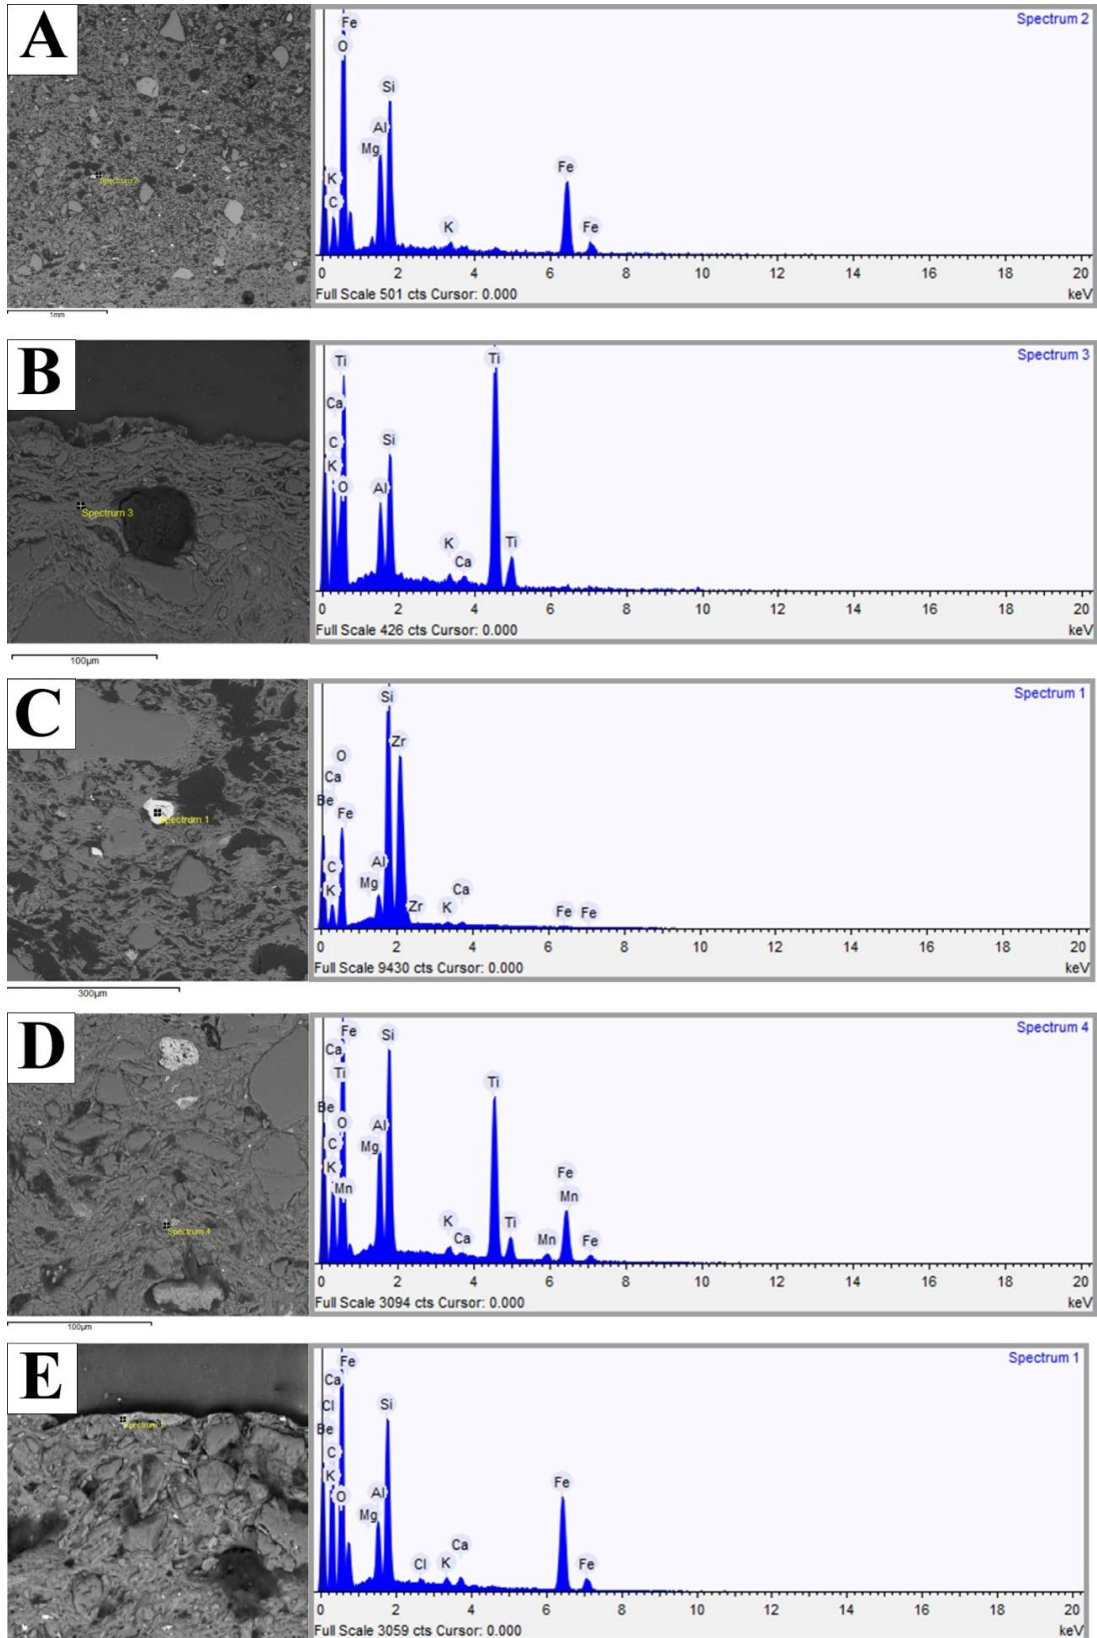 A
Spectrum 2
1mm
Spectrum 2
Fe
O
Si
Al
Mg
K
C
K
Fe
Fe
0 2 4 6 8 10 12 14 16 18 20
Full Scale 501 cts Cursor: 0.000 keV
B
Spectrum 3
100µm
Spectrum 3
Ti
Ca
C
K
O
Si
Al
K
Ca
Ti
Ti
0 2 4 6 8 10 12 14 16 18 20
Full Scale 426 cts Cursor: 0.000 keV
C
Spectrum 1
300µm
Spectrum 1
O
Ca
Be
Fe
C
K
Si
Zr
Al
Mg
Zr
K
Ca
Fe
Fe
0 2 4 6 8 10 12 14 16 18 20
Full Scale 9430 cts Cursor: 0.000 keV
D
Spectrum 4
100µm
Spectrum 4
Fe
Ca
Ti
Be
O
C
K
Mn
Si
Al
Mg
K
Ca
Ti
Ti
Mn
Fe
Mn
Fe
0 2 4 6 8 10 12 14 16 18 20
Full Scale 3094 cts Cursor: 0.000 keV
E
Spectrum 1
Spectrum 1
Fe
Ca
Cl
Be
C
K
O
Si
Al
Mg
Cl
K
Ca
Fe
Fe
0 2 4 6 8 10 12 14 16 18 20
Full Scale 3059 cts Cursor: 0.000 keV